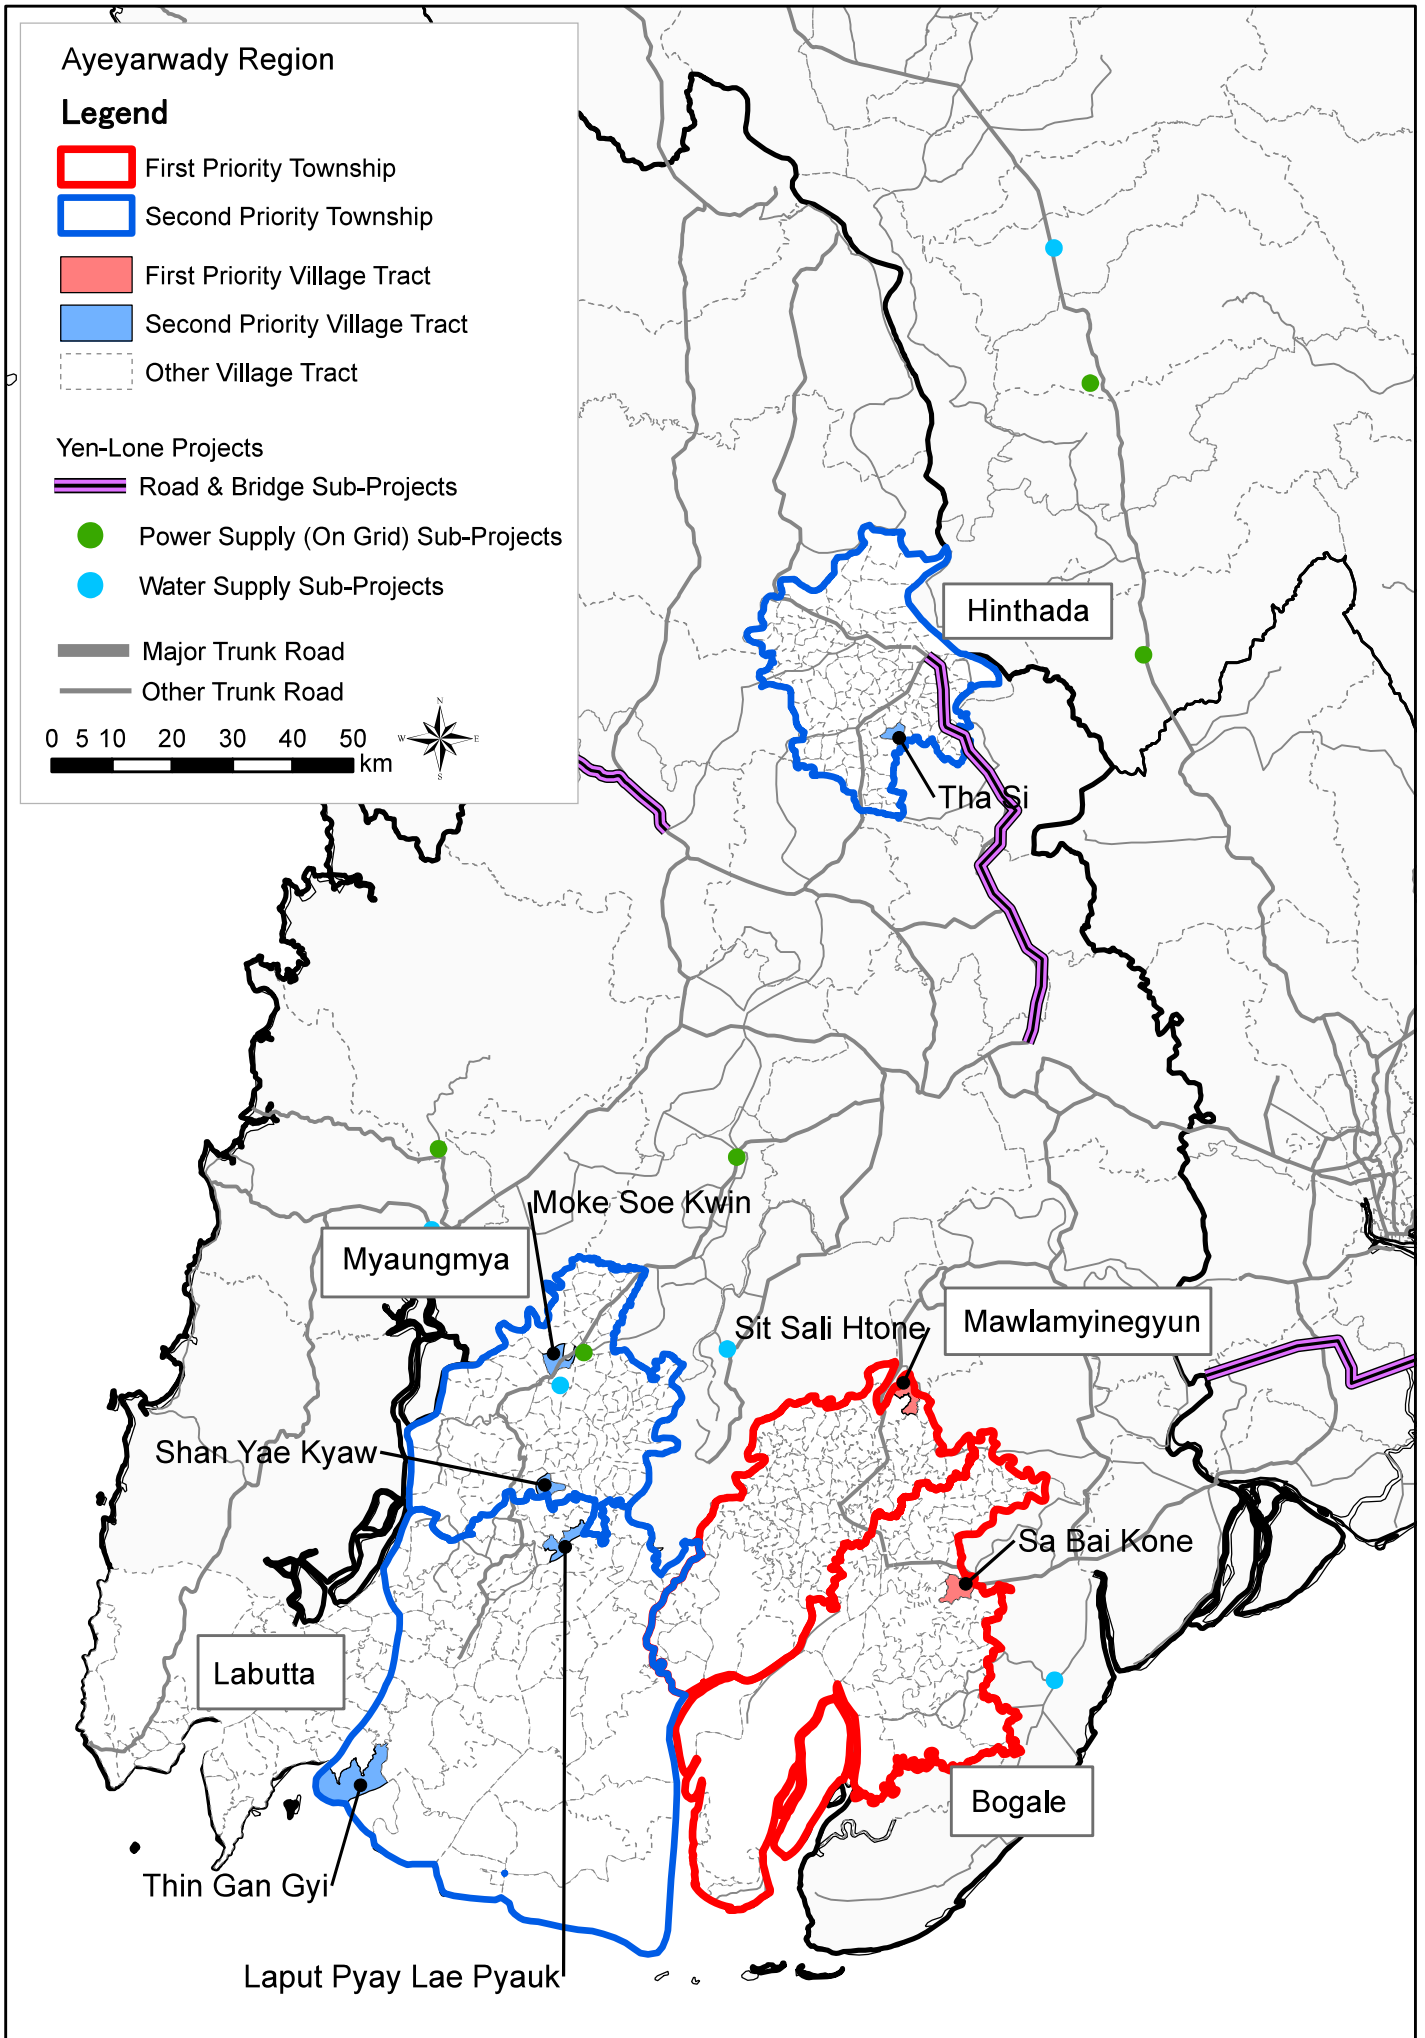 Ayeyarwady Region
Legend
First Priority Township
Second Priority Township
First Priority Village Tract
Second Priority Village Tract
Other Village Tract
Yen-Lone Projects
Road & Bridge Sub-Projects
Power Supply (On Grid) Sub-Projects
Water Supply Sub-Projects
Major Trunk Road
Other Trunk Road
0 5 10 20 30 40 50
km
N
W E
S
Hinthada
Tha Si
Moke Soe Kwin
Myaungmya
Sit Sali Htone
Mawlamyinegyun
Shan Yae Kyaw
Sa Bai Kone
Labutta
Bogale
Thin Gan Gyi
Laput Pyay Lae Pyauk